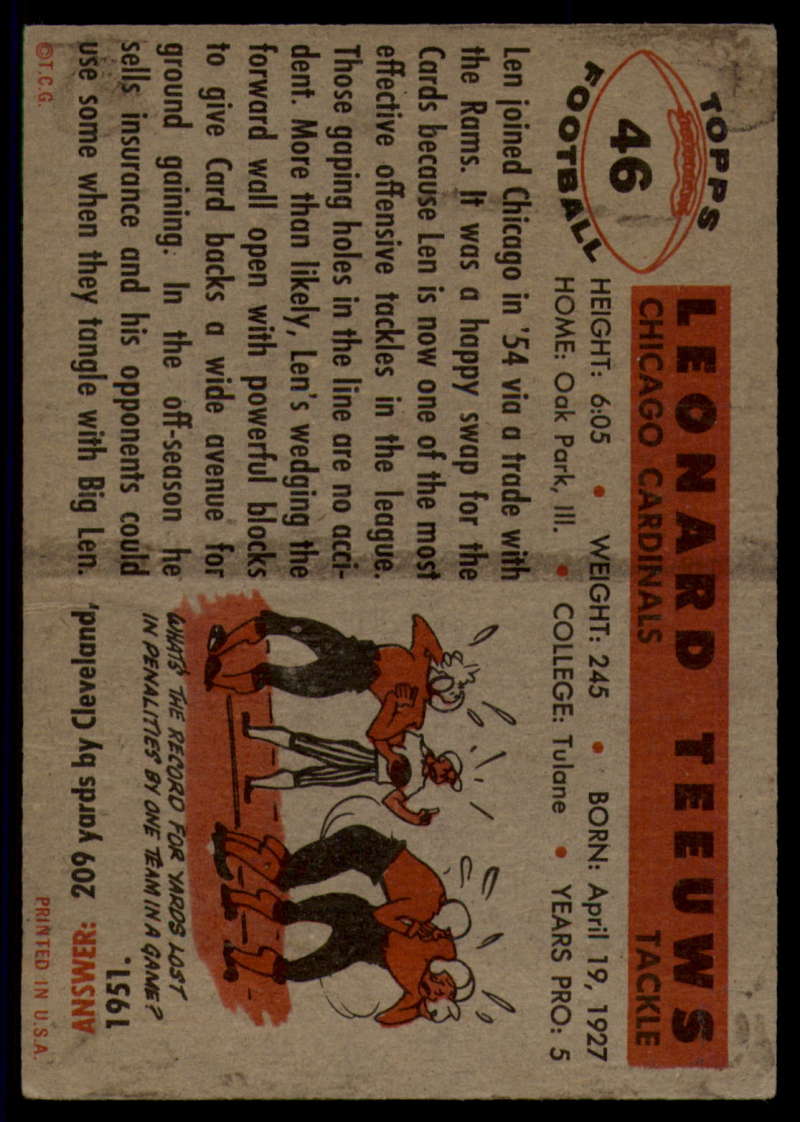 TOPPS
46
FOOTBALL
LEONARD TEEUWS
CHICAGO CARDINALS TACKLE
HEIGHT: 6:05 • WEIGHT: 245 • BORN: April 19, 1927
HOME: Oak Park, Ill. • COLLEGE: Tulane • YEARS PRO: 5
Len joined Chicago in '54 via a trade with
the Rams. It was a happy swap for the
Cards because Len is now one of the most
effective offensive tackles in the league.
Those gaping holes in the line are no acci-
dent. More than likely, Len's wedging the
forward wall open with powerful blocks
to give Card backs a wide avenue for
ground gaining. In the off-season he
sells insurance and his opponents could
use some when they tangle with Big Len.
WHAT'S THE RECORD FOR YARDS LOST
IN PENALITIES BY ONE TEAM IN A GAME?
ANSWER: 209 yards by Cleveland,
1951.
©T.C.G.
PRINTED IN U.S.A.